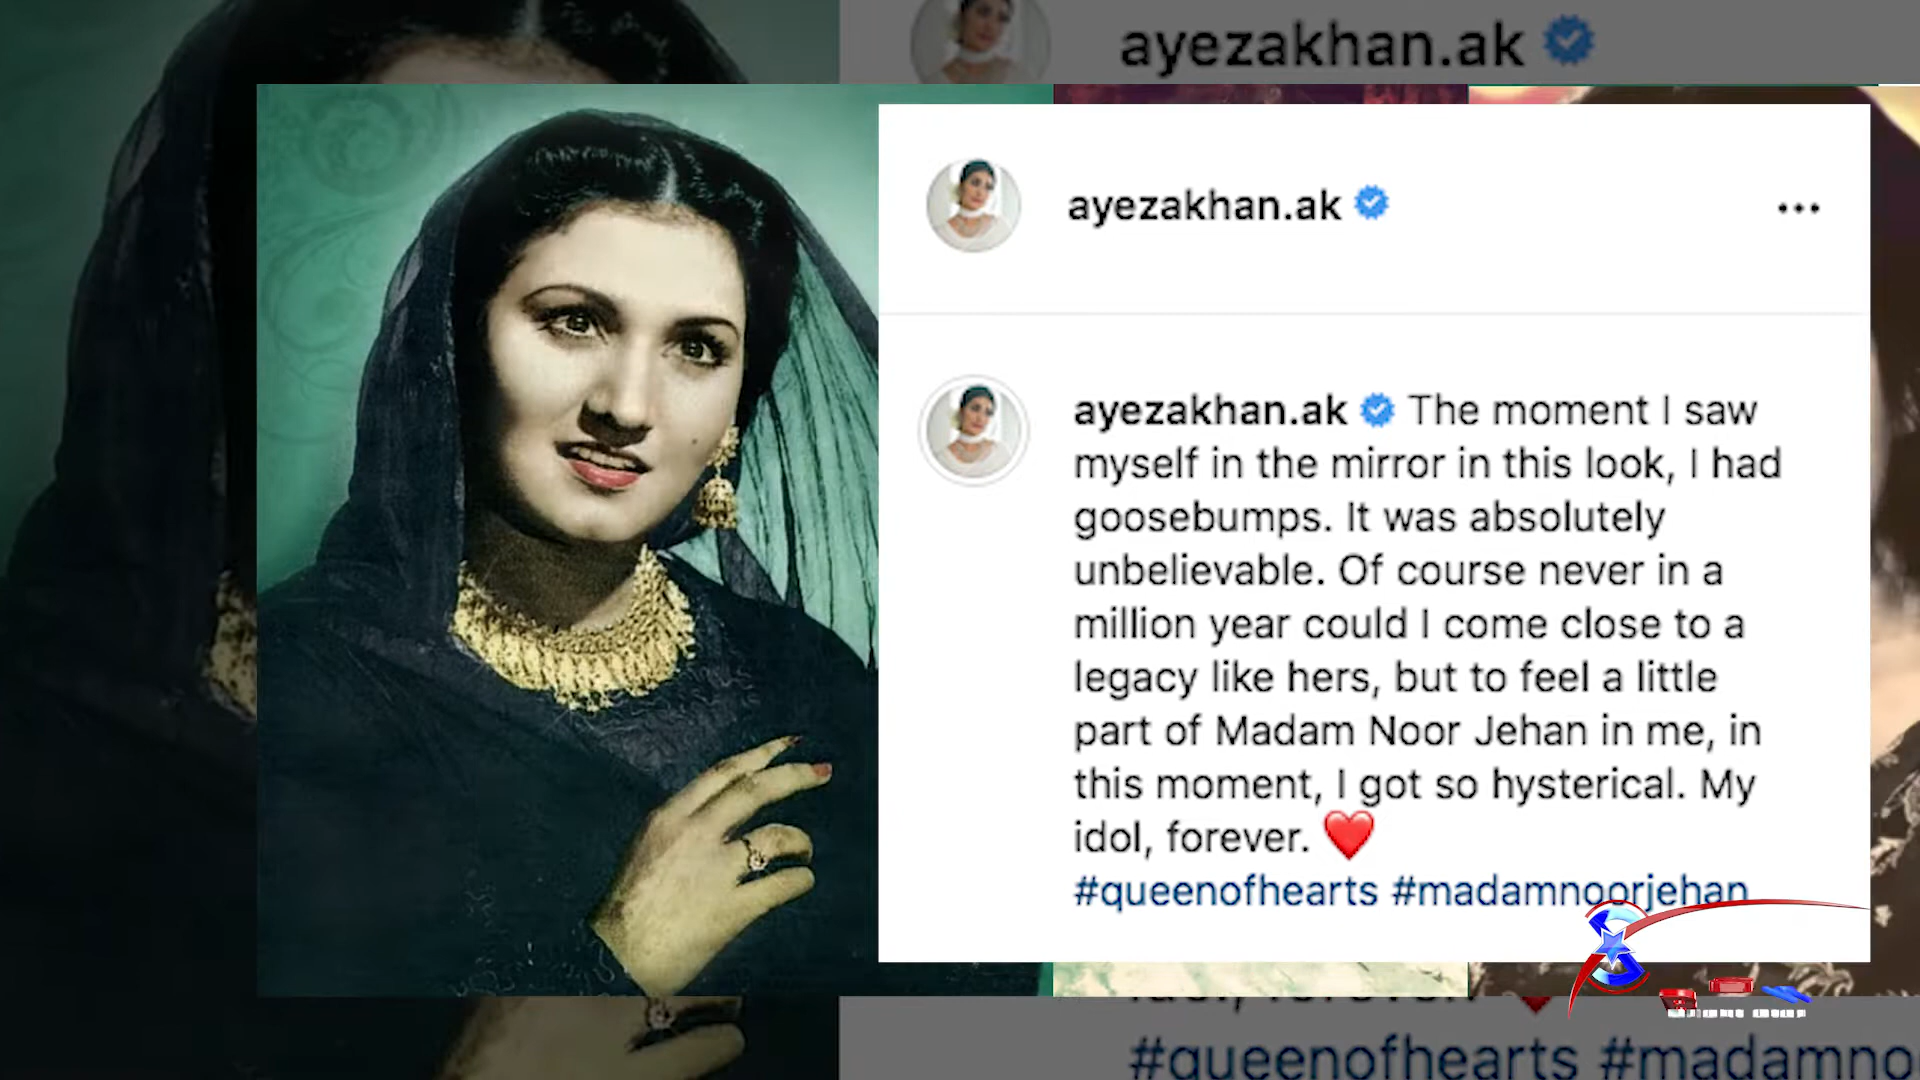 ayezakhan.ak
ayezakhan.ak
ayezakhan.ak The moment I saw
myself in the mirror in this look, I had
goosebumps. It was absolutely
unbelievable. Of course never in a
million year could I come close to a
legacy like hers, but to feel a little
part of Madam Noor Jehan in me, in
this moment, I got so hysterical. My
idol, forever. ❤️
#queenofhearts #madamnoorjehan
#queenofhearts #madamno